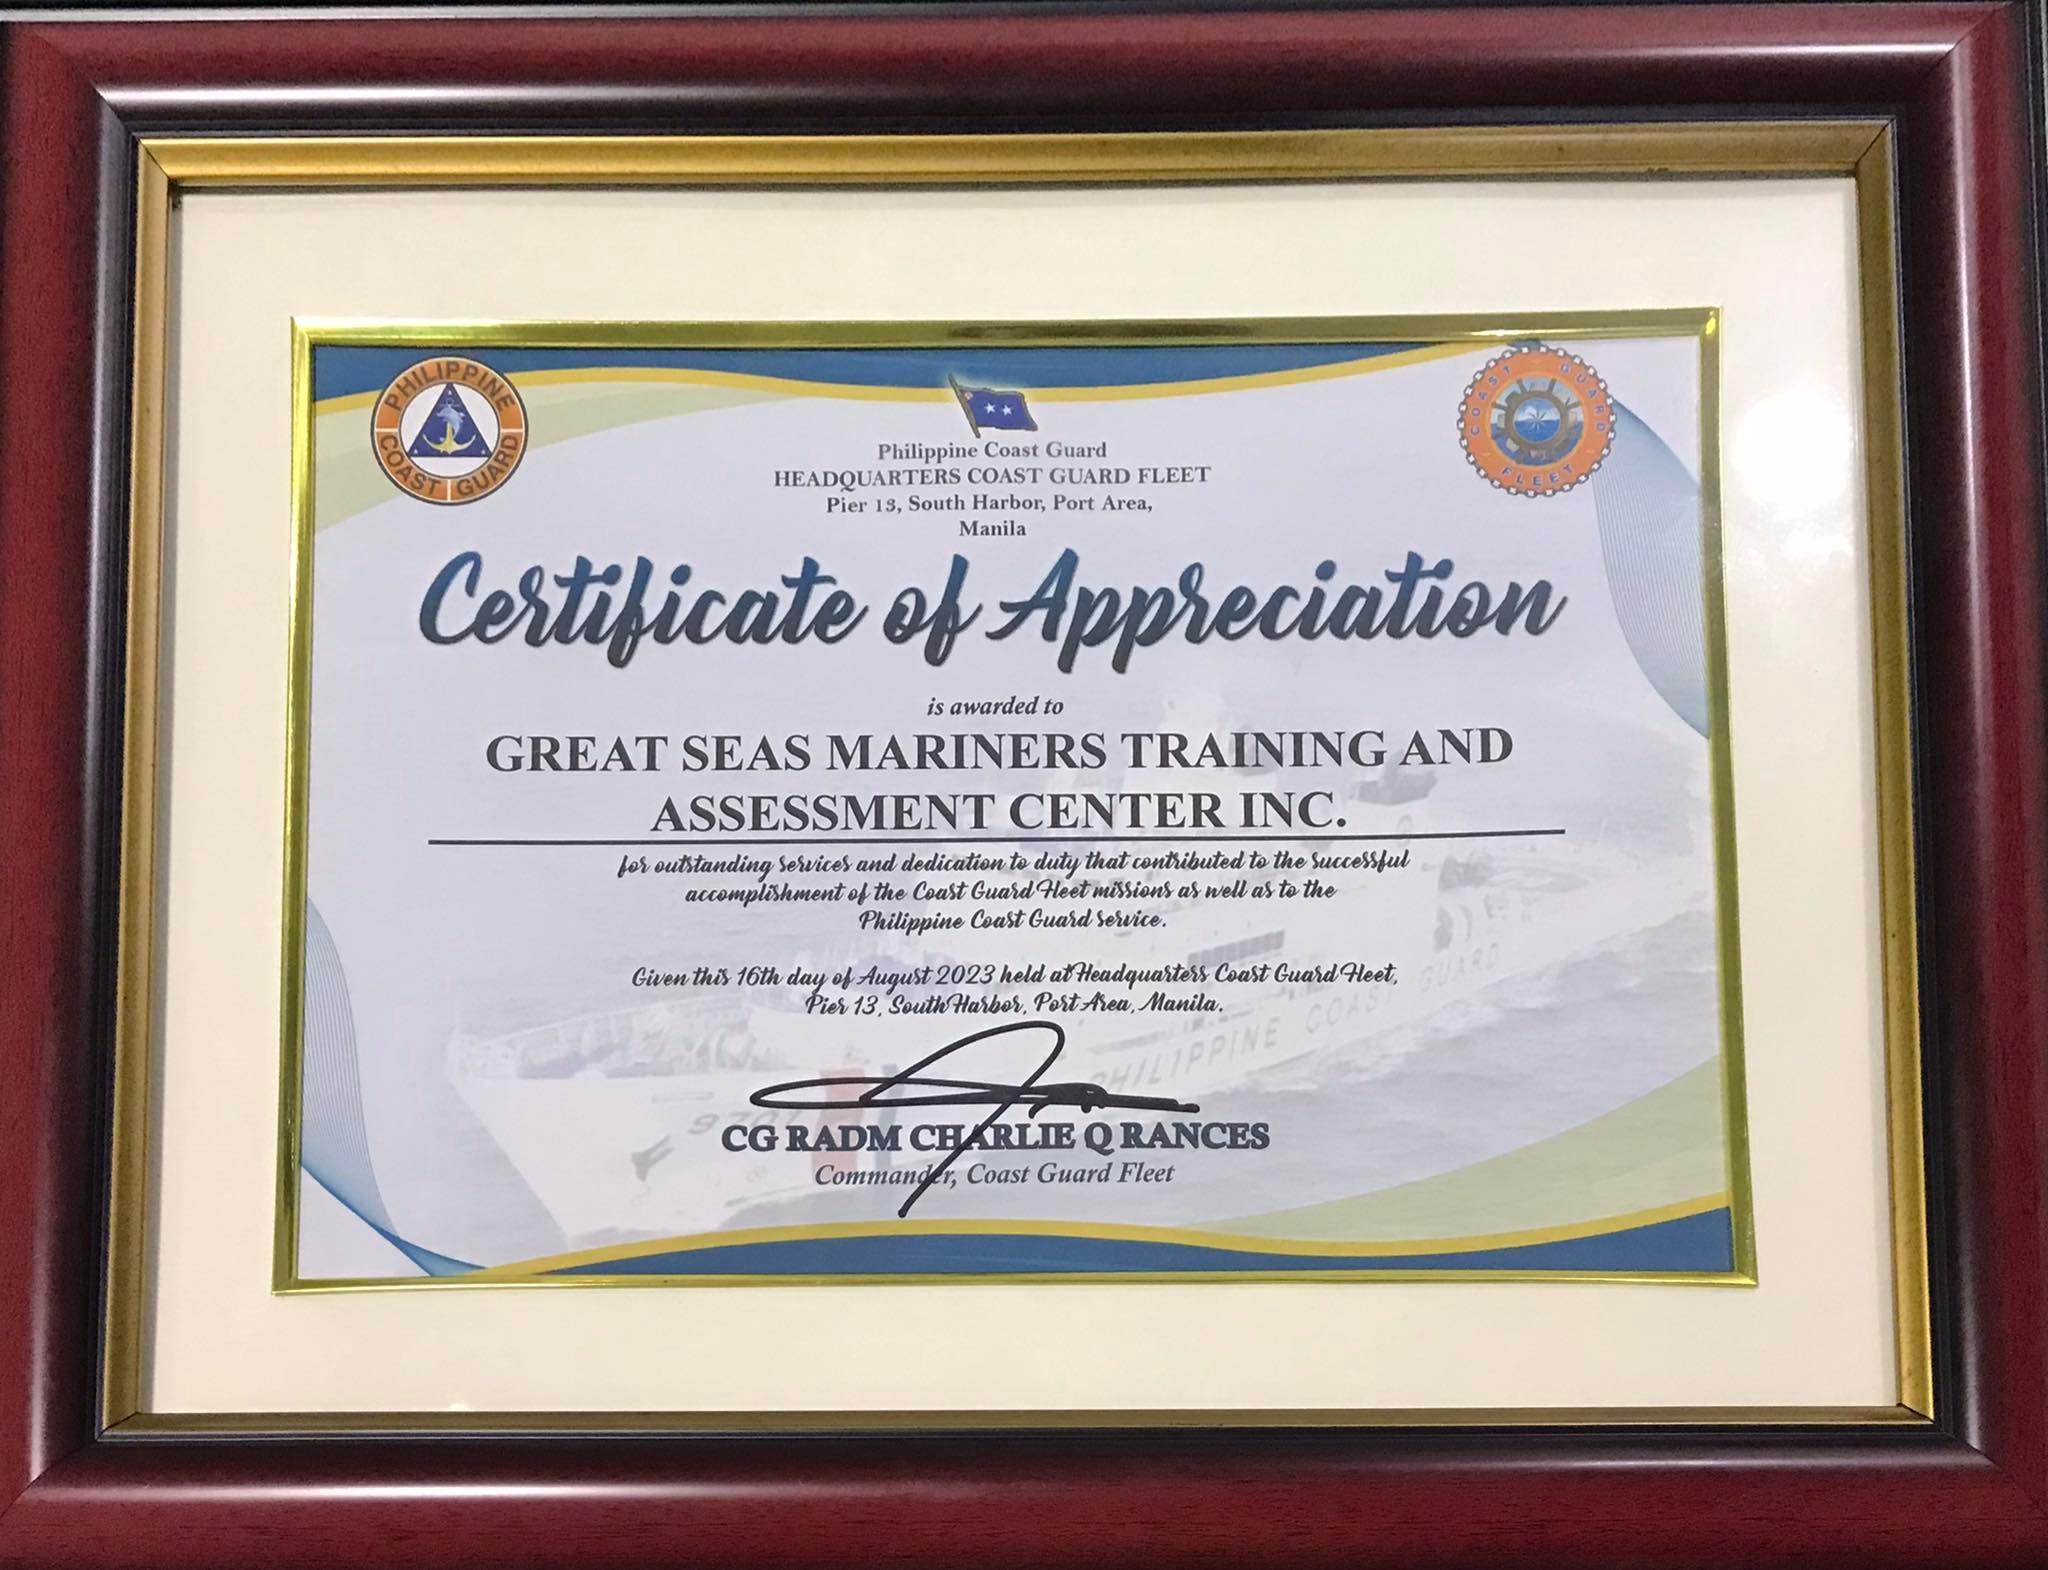 PHILIPPINE
COAST GUARD
COAST GUARD
FLEET
Philippine Coast Guard
HEADQUARTERS COAST GUARD FLEET
Pier 13, South Harbor, Port Area,
Manila
Certificate of Appreciation
is awarded to
GREAT SEAS MARINERS TRAINING AND
ASSESSMENT CENTER INC.
for outstanding services and dedication to duty that contributed to the successful
accomplishment of the Coast Guard Fleet missions as well as to the
Philippine Coast Guard service.
Given this 16th day of August 2023 held at Headquarters Coast Guard Fleet,
Pier 13, South Harbor, Port Area, Manila.
PHILIPPINE COAST GUARD
CG RADM CHARLIE Q RANCES
Commander, Coast Guard Fleet